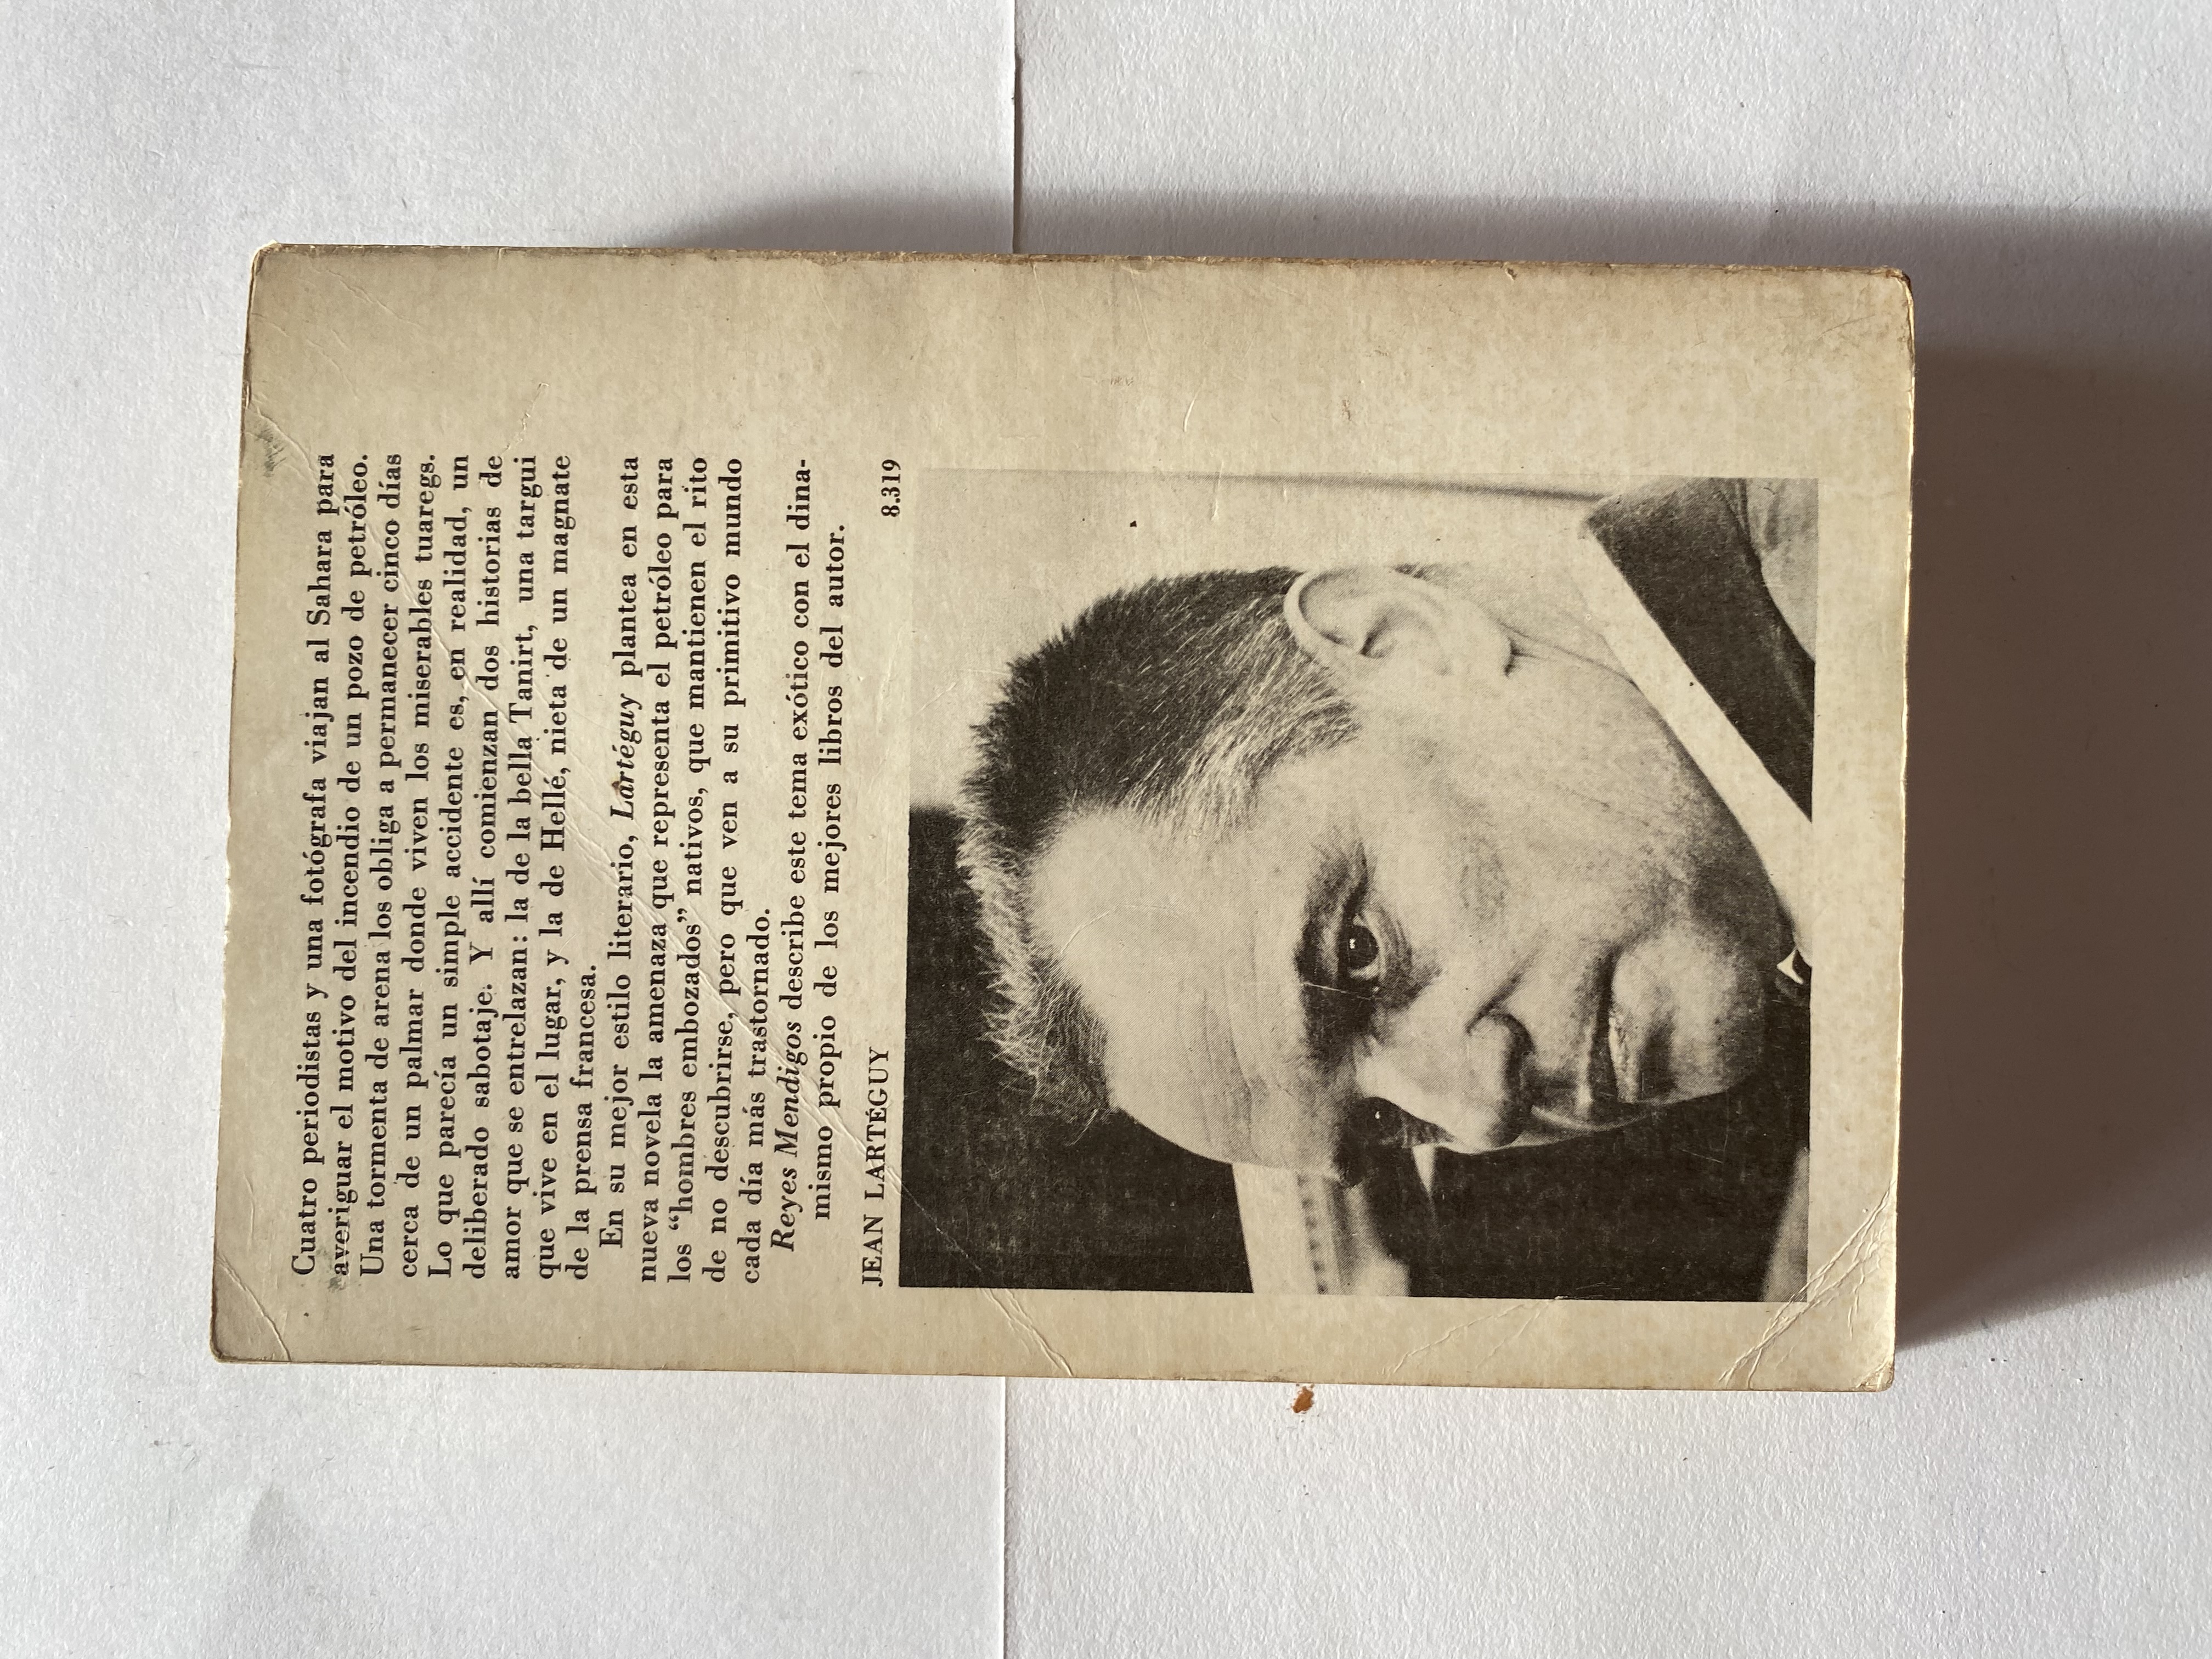 Cuatro periodistas y una fotógrafa viajan al Sahara para
averiguar el motivo del incendio de un pozo de petróleo.
Una tormenta de arena los obliga a permanecer cinco días
cerca de un palmar donde viven los miserables tuaregs.
Lo que parecía un simple accidente es, en realidad, un
deliberado sabotaje. Y allí comienzan dos historias de
amor que se entrelazan: la de la bella Tanirt, una targui
que vive en el lugar, y la de Hellé, nieta de un magnate
de la prensa francesa.
En su mejor estilo literario, Lartéguy plantea en esta
nueva novela la amenaza que representa el petróleo para
los “hombres embozados” nativos, que mantienen el rito
de no descubrirse, pero que ven a su primitivo mundo
cada día más trastornado.
Reyes Mendigos describe este tema exótico con el dina-
mismo propio de los mejores libros del autor.
JEAN LARTÉGUY
8.319